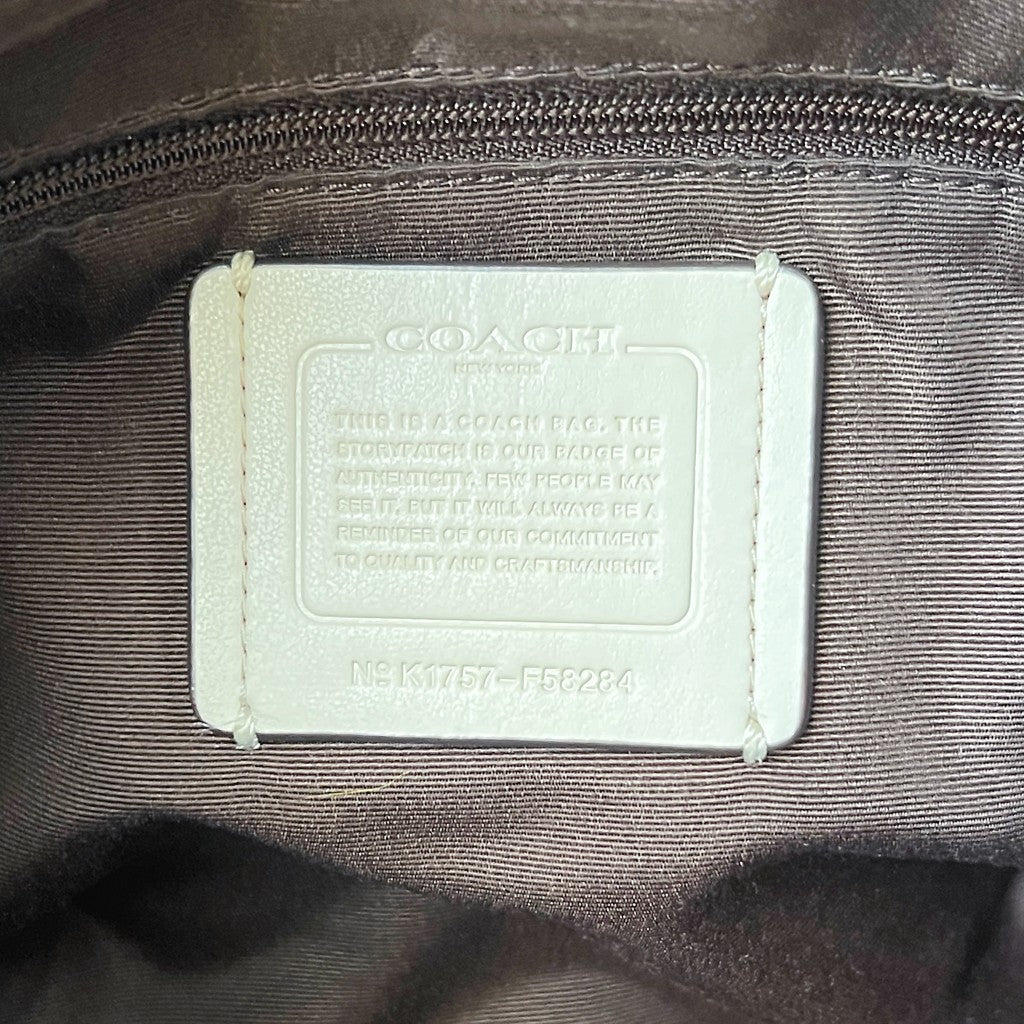 COACH
NEW YORK
THIS IS A COACH BAG. THE
STORYPATCH IS OUR BADGE OF
AUTHENTICITY. FEW PEOPLE MAY
SEE IT, BUT IT WILL ALWAYS BE A
REMINDER OF OUR COMMITMENT
TO QUALITY AND CRAFTSMANSHIP.
Nº K1757-F58284